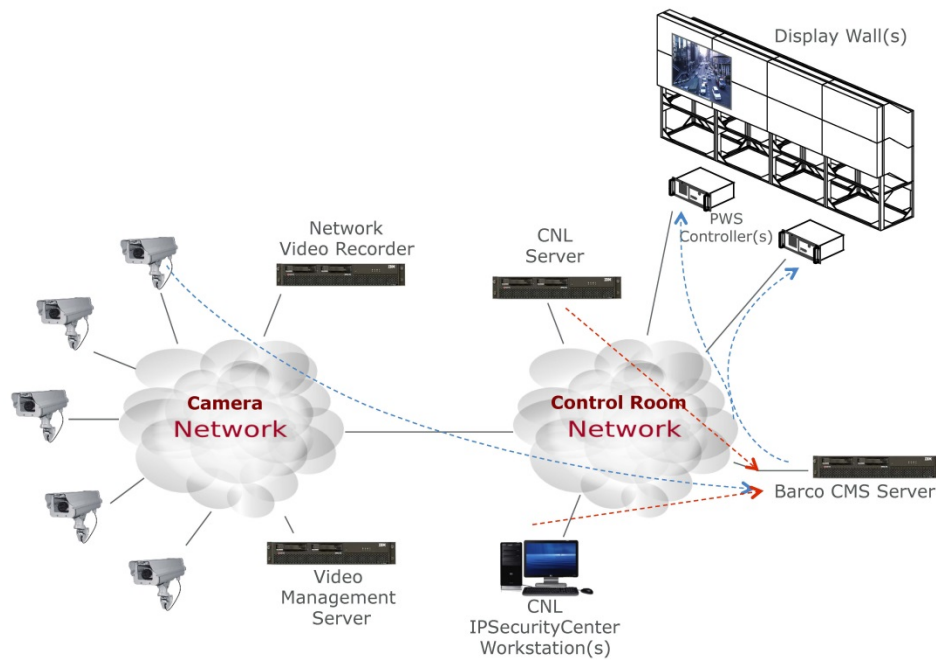 Display Wall(s)
PWS
Controller(s)
Network
Video Recorder
CNL
Server
Camera
Network
Control Room
Network
Barco CMS Server
Video
Management
Server
CNL
IPSecurityCenter
Workstation(s)